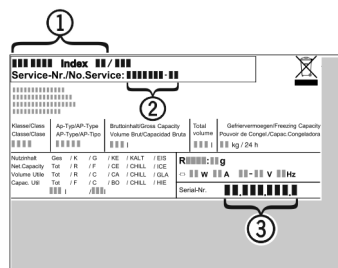 1
Index /
Service-Nr./No.Service: -
2
Klasse/Class Ap-Typ/AP-Type Bruttoinhalt/Gross Capacity Total Gefriervermoegen/Freezing Capacity
Classe/Class AP-Type/AP-Tipo Volume Brut/Capacidad Bruta volume Pouvoir de Congel./Capac.Congeladora
l l kg / 24 h
Nutzinhalt Ges / K / G / KE / KALT / EIS
Net.Capacity Tot / R / F / CE / CHILL / ICE
Volume Utile Tot / R / C / CA / CHILL / GLA
Capac. Util Tot / F / C / BO / CHILL / HIE
l / l
R : g
W A - V Hz
Serial-Nr. . . .
3